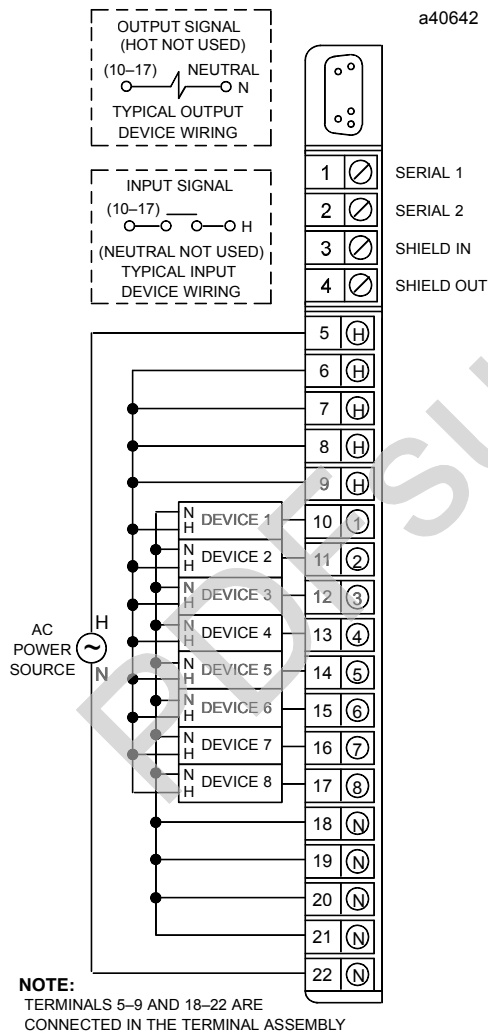 a40642
OUTPUT SIGNAL
(HOT NOT USED)
(10–17) NEUTRAL
N
TYPICAL OUTPUT
DEVICE WIRING
INPUT SIGNAL
(10–17)
H
(NEUTRAL NOT USED)
TYPICAL INPUT
DEVICE WIRING
1 SERIAL 1
2 SERIAL 2
3 SHIELD IN
4 SHIELD OUT
5 H
6 H
7 H
8 H
9 H
N
H DEVICE 1 10 1
N
H DEVICE 2 11 2
N
H DEVICE 3 12 3
N
H DEVICE 4 13 4
N
H DEVICE 5 14 5
N
H DEVICE 6 15 6
N
H DEVICE 7 16 7
N
H DEVICE 8 17 8
H
AC
POWER ~
SOURCE
N
18 N
19 N
20 N
21 N
22 N
NOTE:
TERMINALS 5–9 AND 18–22 ARE
CONNECTED IN THE TERMINAL ASSEMBLY
PDFSU